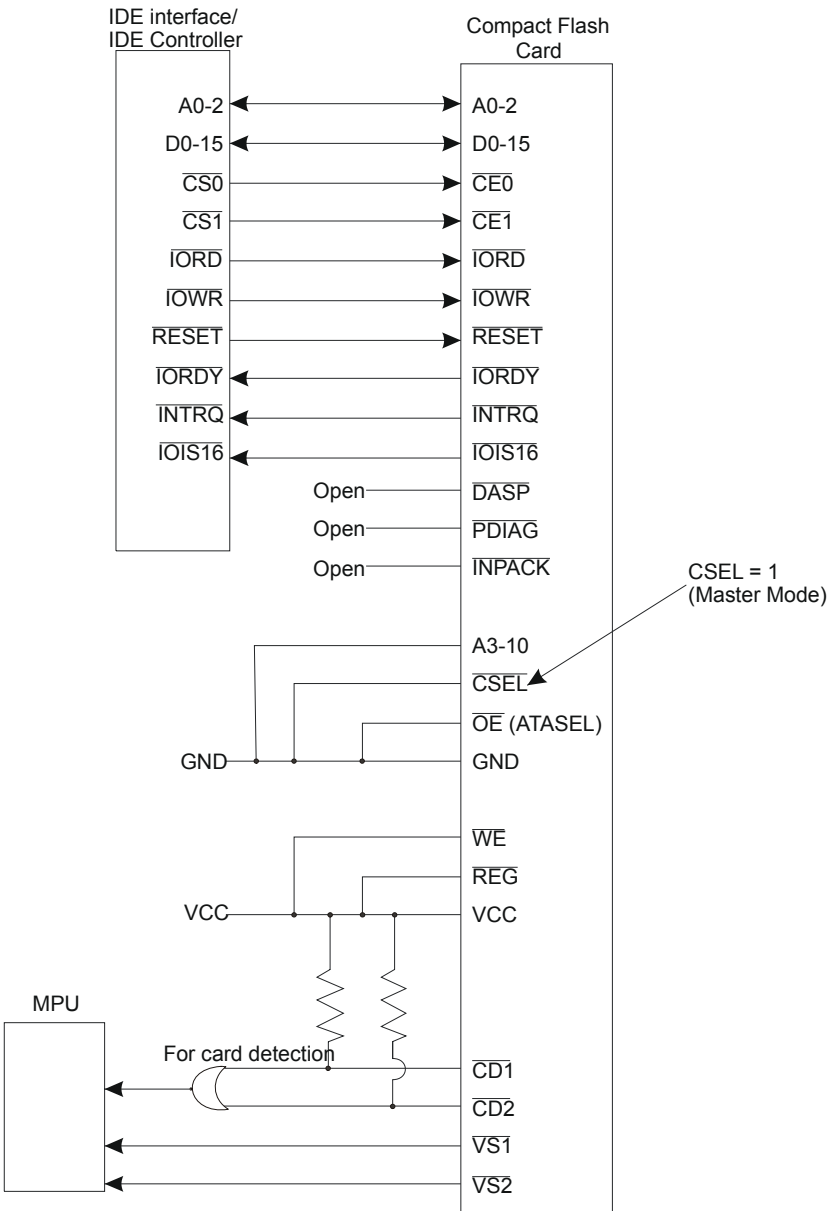 IDE interface/
IDE Controller
Compact Flash
Card
A0-2 A0-2
D0-15 D0-15
CS0 CE0
CS1 CE1
IORD IORD
IOWR IOWR
RESET RESET
IORDY IORDY
INTRQ INTRQ
IOIS16 IOIS16
Open DASP
Open PDIAG
Open INPACK
CSEL = 1
(Master Mode)
A3-10
CSEL
OE (ATASEL)
GND GND
WE
REG
VCC VCC
MPU
For card detection
CD1
CD2
VS1
VS2